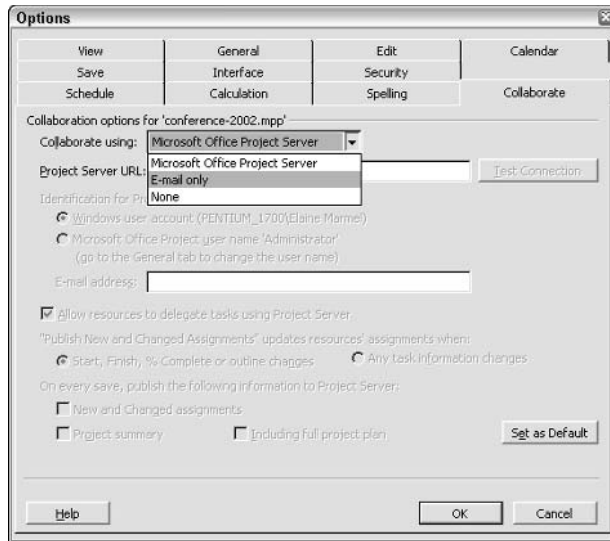 Options
View General Edit Calendar
Save Interface Security
Schedule Calculation Spelling Collaborate
Collaboration options for 'conference-2002.mpp'
Collaborate using: Microsoft Office Project Server
Microsoft Office Project Server
Project Server URL: Test Connection
E-mail only
None
Identification for Pr
Windows user account (PENTIUM_1700\Elaine Marmel)
Microsoft Office Project user name 'Administrator'
(go to the General tab to change the user name)
E-mail address:
Allow resources to delegate tasks using Project Server
"Publish New and Changed Assignments" updates resources' assignments when:
Start, Finish, % Complete or outline changes Any task information changes
On every save, publish the following information to Project Server:
New and Changed assignments
Project summary Including full project plan Set as Default
Help OK Cancel